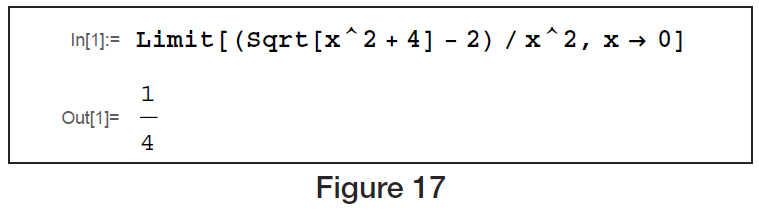 In[1]:= Limit[(Sqrt[x^2 + 4] - 2) / x^2, x → 0]
1
Out[1]= —
4
Figure 17